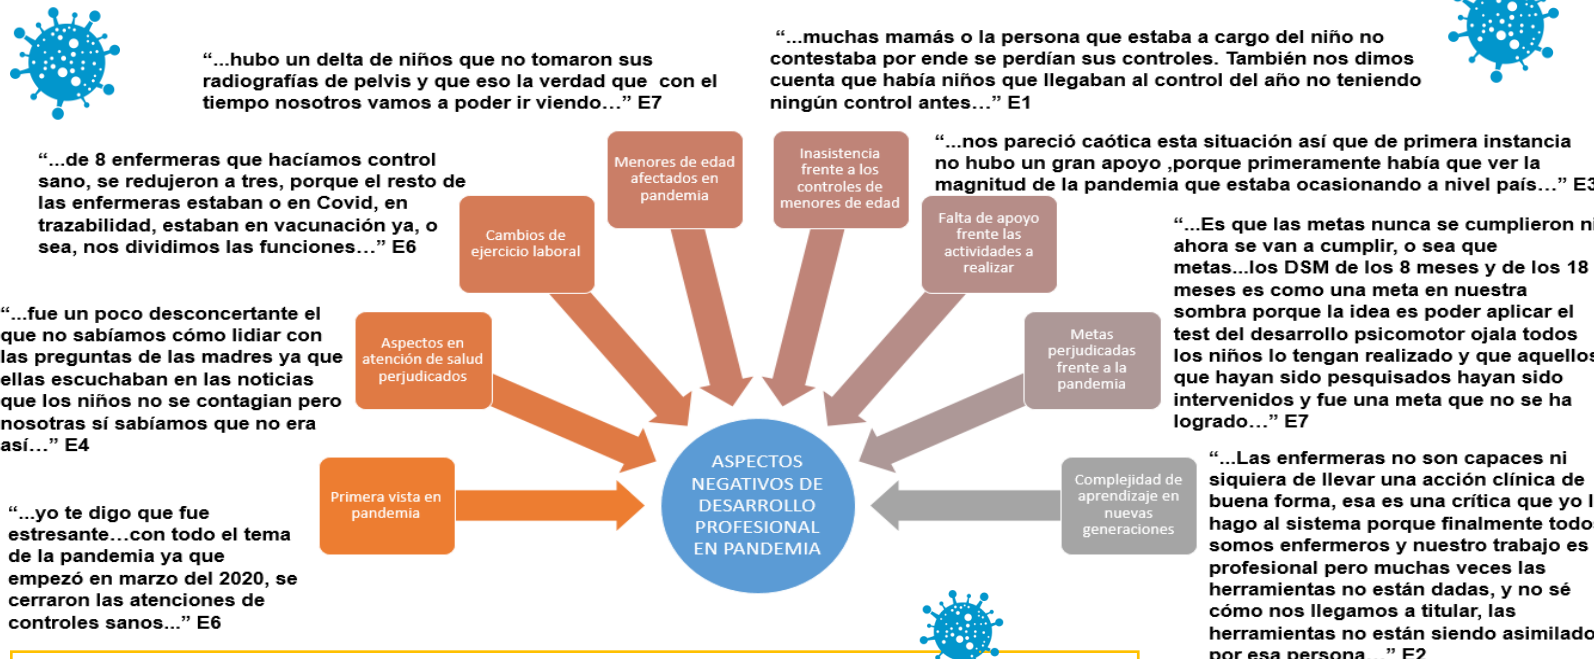 “...hubo un delta de niños que no tomaron sus
radiografías de pelvis y que eso la verdad que con el
tiempo nosotros vamos a poder ir viendo...” E7
“...muchas mamás o la persona que estaba a cargo del niño no
contestaba por ende se perdían sus controles. También nos dimos
cuenta que había niños que llegaban al control del año no teniendo
ningún control antes...” E1
“...de 8 enfermeras que hacíamos control
sano, se redujeron a tres, porque el resto de
las enfermeras estaban o en Covid, en
trazabilidad, estaban en vacunación ya, o
sea, nos dividimos las funciones...” E6
Menores de edad
afectados en
pandemia
Inasistencia
frente a los
controles de
menores de edad
“...nos pareció caótica esta situación así que de primera instancia
no hubo un gran apoyo ,porque primeramente había que ver la
magnitud de la pandemia que estaba ocasionando a nivel país...” E3
Cambios de
ejercicio laboral
Falta de apoyo
frente las
actividades a
realizar
“...Es que las metas nunca se cumplieron ni
ahora se van a cumplir, o sea que
metas...los DSM de los 8 meses y de los 18
meses es como una meta en nuestra
sombra porque la idea es poder aplicar el
test del desarrollo psicomotor ojala todos
los niños lo tengan realizado y que aquellos
que hayan sido pesquisados hayan sido
intervenidos y fue una meta que no se ha
logrado...” E7
“...fue un poco desconcertante el
que no sabíamos cómo lidiar con
las preguntas de las madres ya que
ellas escuchaban en las noticias
que los niños no se contagian pero
nosotras sí sabíamos que no era
así...” E4
Aspectos en
atención de salud
perjudicados
Metas
perjudicadas
frente a la
pandemia
Primera vista en
pandemia
ASPECTOS
NEGATIVOS DE
DESARROLLO
PROFESIONAL
EN PANDEMIA
Complejidad de
aprendizaje en
nuevas
generaciones
“...yo te digo que fue
estresante...con todo el tema
de la pandemia ya que
empezó en marzo del 2020, se
cerraron las atenciones de
controles sanos...” E6
“...Las enfermeras no son capaces ni
siquiera de llevar una acción clínica de
buena forma, esa es una crítica que yo
hago al sistema porque finalmente todos
somos enfermeros y nuestro trabajo es
profesional pero muchas veces las
herramientas no están dadas, y no sé
cómo nos llegamos a titular, las
herramientas no están siendo asimilado
por esa persona...” E2